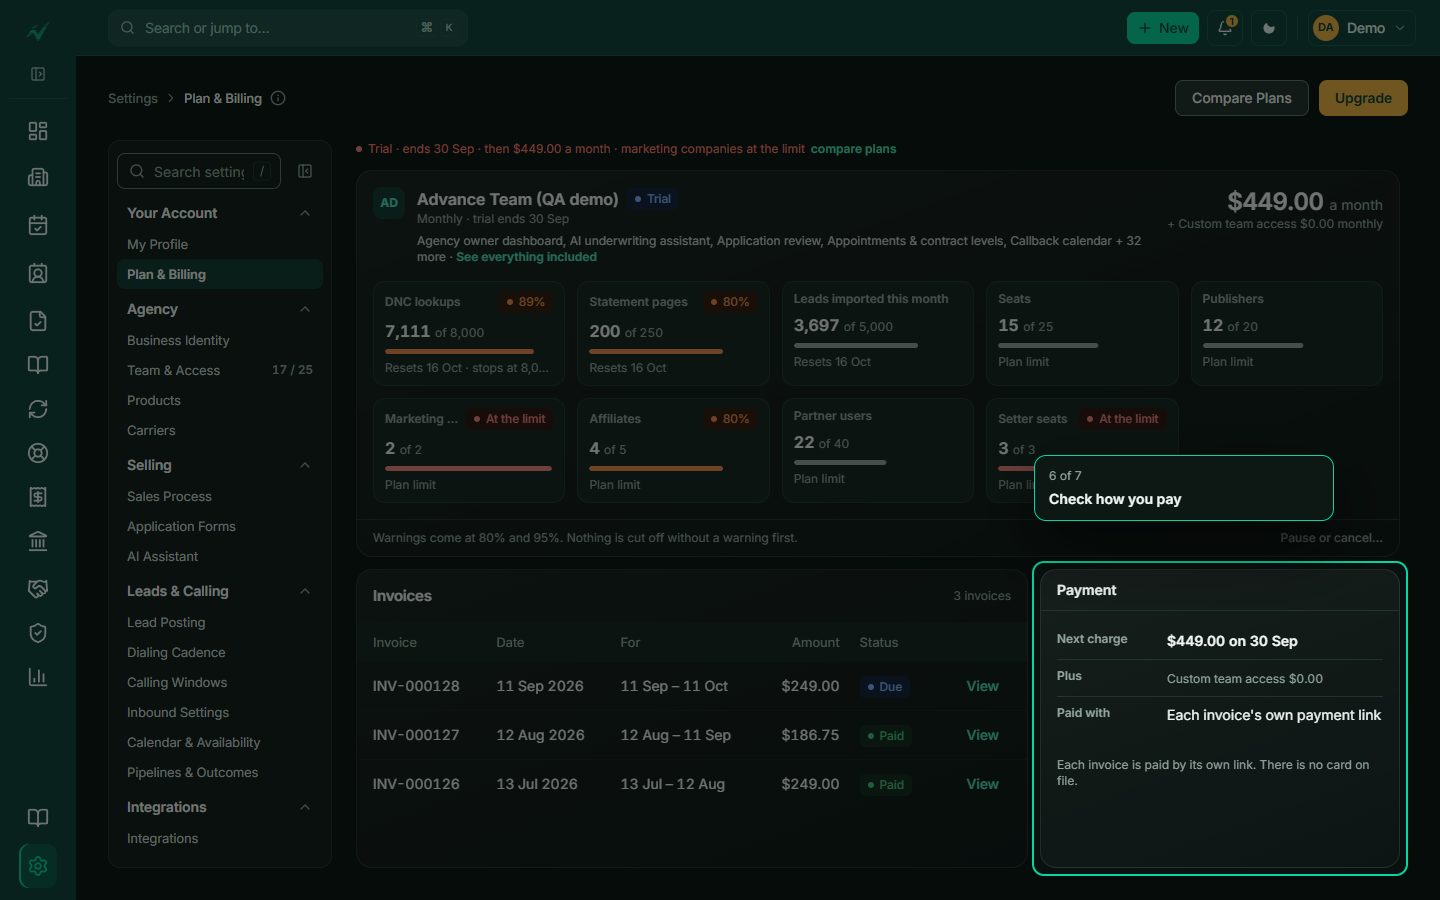 Search or jump to...
⌘ K
+ New
1
DA
Demo
Settings > Plan & Billing
Compare Plans
Upgrade
Search settin
/
Your Account
My Profile
Plan & Billing
Agency
Business Identity
Team & Access 17 / 25
Products
Carriers
Selling
Sales Process
Application Forms
AI Assistant
Leads & Calling
Lead Posting
Dialing Cadence
Calling Windows
Inbound Settings
Calendar & Availability
Pipelines & Outcomes
Integrations
Integrations
Trial · ends 30 Sep · then $449.00 a month · marketing companies at the limit compare plans
AD
Advance Team (QA demo) Trial
Monthly · trial ends 30 Sep
Agency owner dashboard, AI underwriting assistant, Application review, Appointments & contract levels, Callback calendar + 32
more · See everything included
$449.00 a month
+ Custom team access $0.00 monthly
DNC lookups 89%
7,111 of 8,000
Resets 16 Oct · stops at 8,0...
Statement pages 80%
200 of 250
Resets 16 Oct
Leads imported this month
3,697 of 5,000
Resets 16 Oct
Seats
15 of 25
Plan limit
Publishers
12 of 20
Plan limit
Marketing ... At the limit
2 of 2
Plan limit
Affiliates 80%
4 of 5
Plan limit
Partner users
22 of 40
Plan limit
Setter seats At the limit
3 of 3
Plan li
6 of 7
Check how you pay
Warnings come at 80% and 95%. Nothing is cut off without a warning first.
Pause or cancel...
Invoices 3 invoices
Invoice Date For Amount Status
INV-000128 11 Sep 2026 11 Sep – 11 Oct $249.00 Due View
INV-000127 12 Aug 2026 12 Aug – 11 Sep $186.75 Paid View
INV-000126 13 Jul 2026 13 Jul – 12 Aug $249.00 Paid View
Payment
Next charge $449.00 on 30 Sep
Plus Custom team access $0.00
Paid with Each invoice's own payment link
Each invoice is paid by its own link. There is no card on
file.